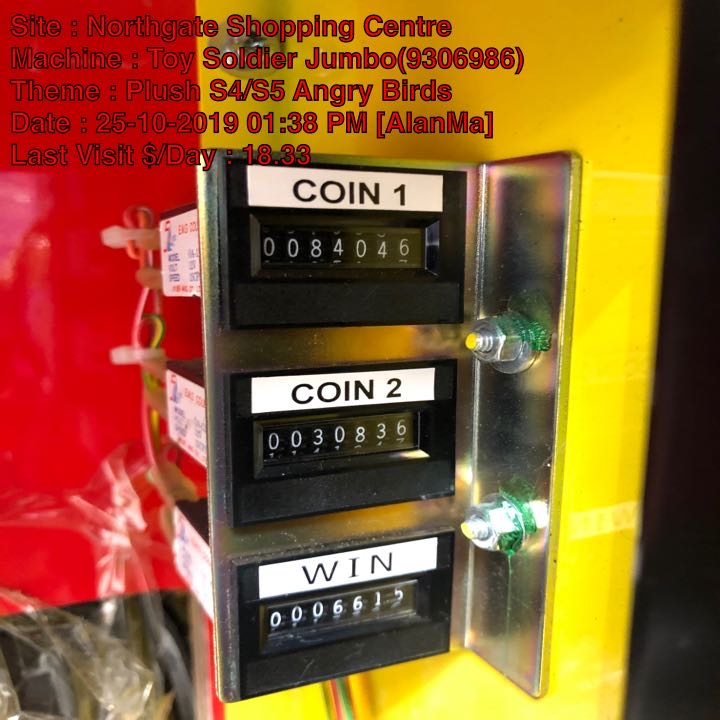 Site : Northgate Shopping Centre
Machine : Toy Soldier Jumbo(9306986)
Theme : Plush S4/S5 Angry Birds
Date : 25-10-2019 01:38 PM [AlanMa]
Last Visit $/Day : 18.33
COIN 1
0084046
COIN 2
0030836
WIN
0006615